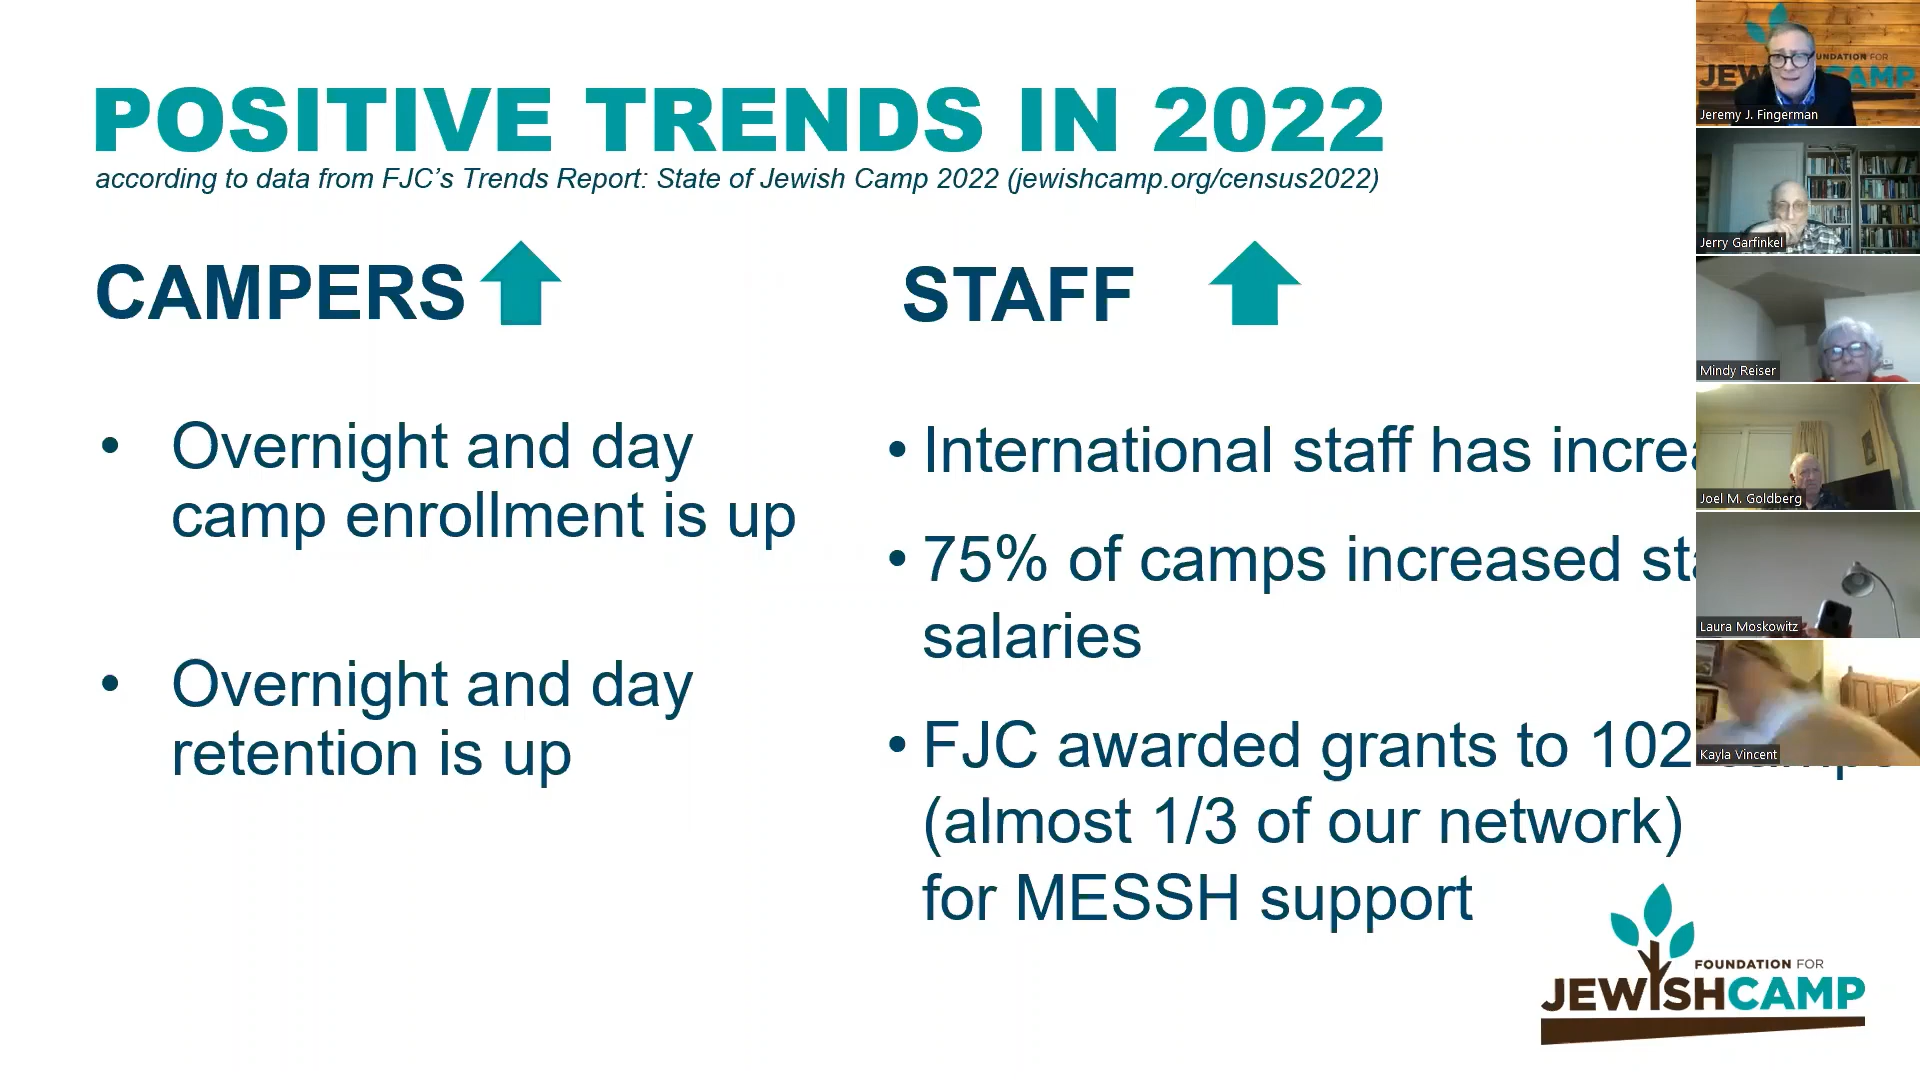 POSITIVE TRENDS IN 2022
according to data from FJC's Trends Report: State of Jewish Camp 2022 (jewishcamp.org/census2022)
CAMPERS
• Overnight and day
camp enrollment is up
• Overnight and day
retention is up
STAFF
• International staff has
• 75% of camps increased
salaries
• FJC awarded grants to 102
(almost 1/3 of our network)
for MESSH support
FOUNDATION FOR
JEWISHCAMP
Jeremy J. Fingerman
Jerry Garfinkel
Mindy Reiser
Joel M. Goldberg
Laura Moskowitz
Kayla Vincent